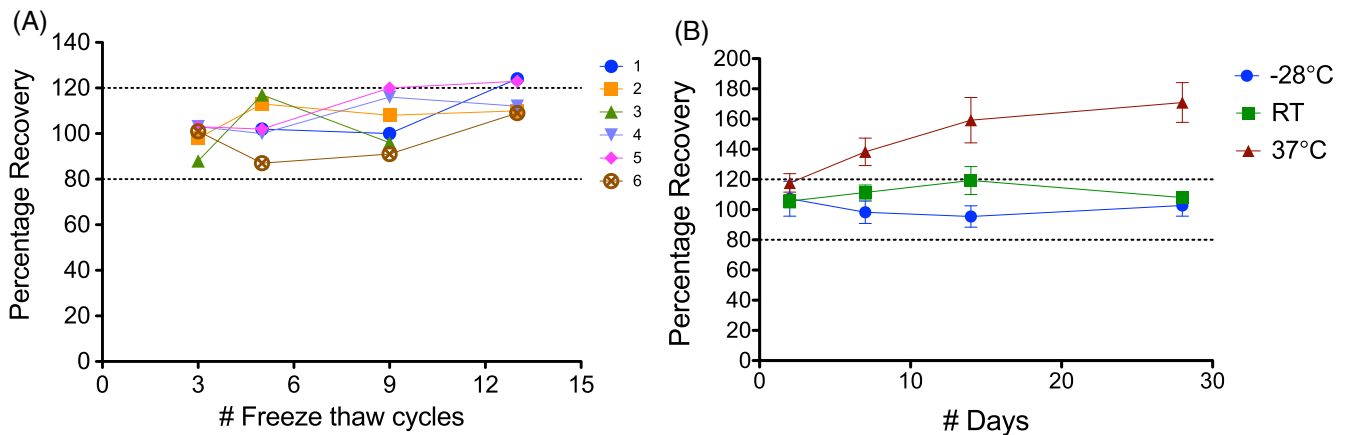 (A)
Percentage Recovery
140
120
100
80
60
40
20
0
0 3 6 9 12 15
# Freeze thaw cycles
1
2
3
4
5
6
(B)
Percentage Recovery
200
180
160
140
120
100
80
60
40
20
0
0 10 20 30
# Days
-28°C
RT
37°C